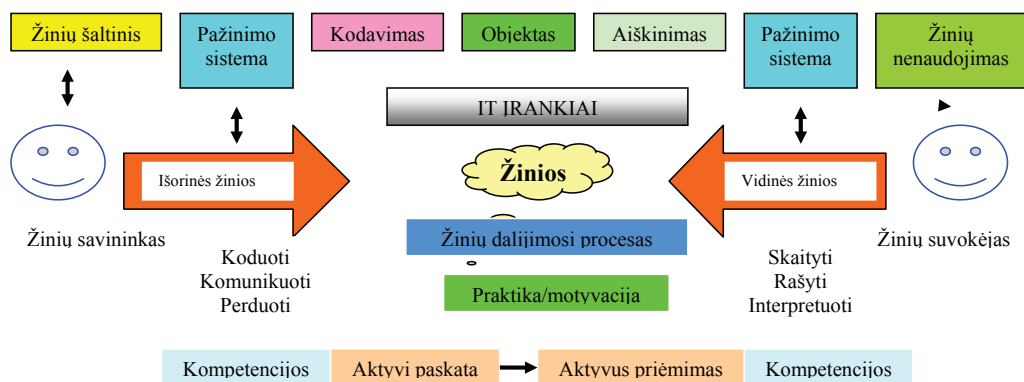 Žinių šaltinis
Pažinimo
sistema
Kodavimas
Objektas
Aiškinimas
Pažinimo
sistema
Žinių
nenaudojimas
IT ĮRANKIAI
Išorinės žinios
Žinios
Vidinės žinios
Žinių savininkas
Žinių dalijimosi procesas
Žinių suvokėjas
Koduoti
Komunikuoti
Perduoti
Skaityti
Rašyti
Interpretuoti
Praktika/motyvacija
Kompetencijos
Aktyvi paskata
Aktyvus priėmimas
Kompetencijos